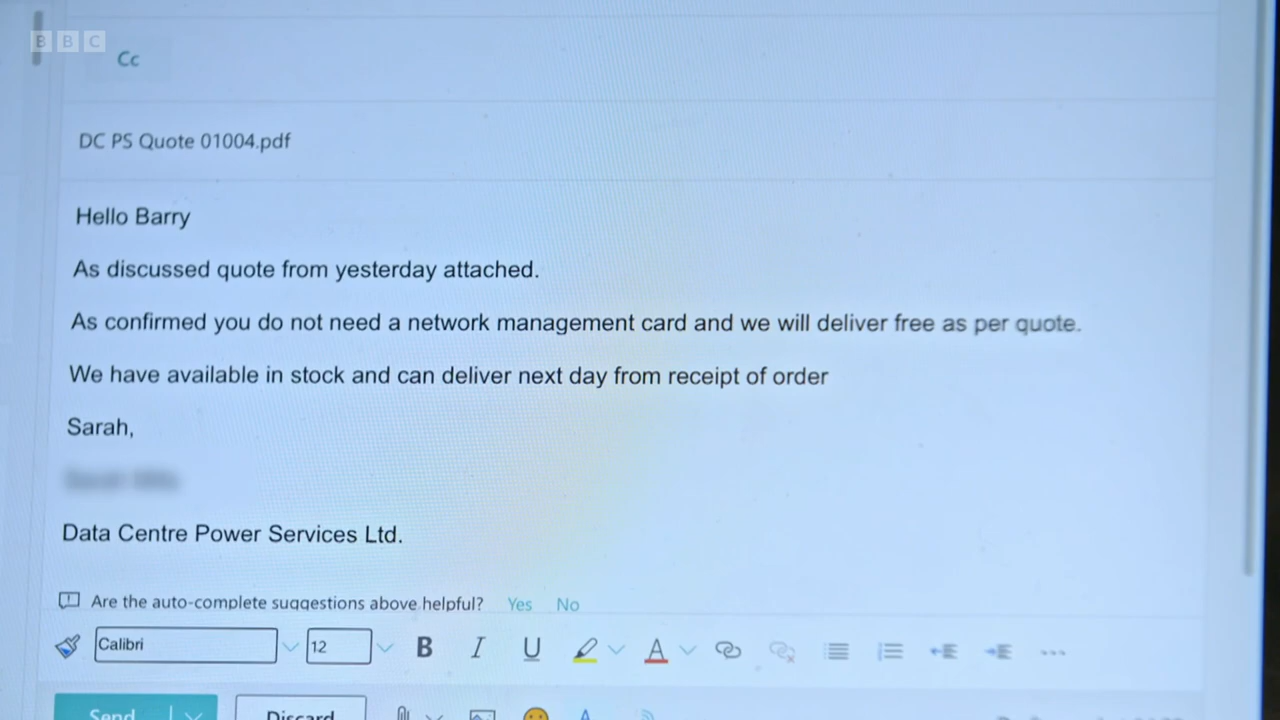 BBC
Cc
DC PS Quote 01004.pdf
Hello Barry
As discussed quote from yesterday attached.
As confirmed you do not need a network management card and we will deliver free as per quote.
We have available in stock and can deliver next day from receipt of order
Sarah,
Data Centre Power Services Ltd.
Are the auto-complete suggestions above helpful? Yes No
Calibri 12 B I U A
Send Discard